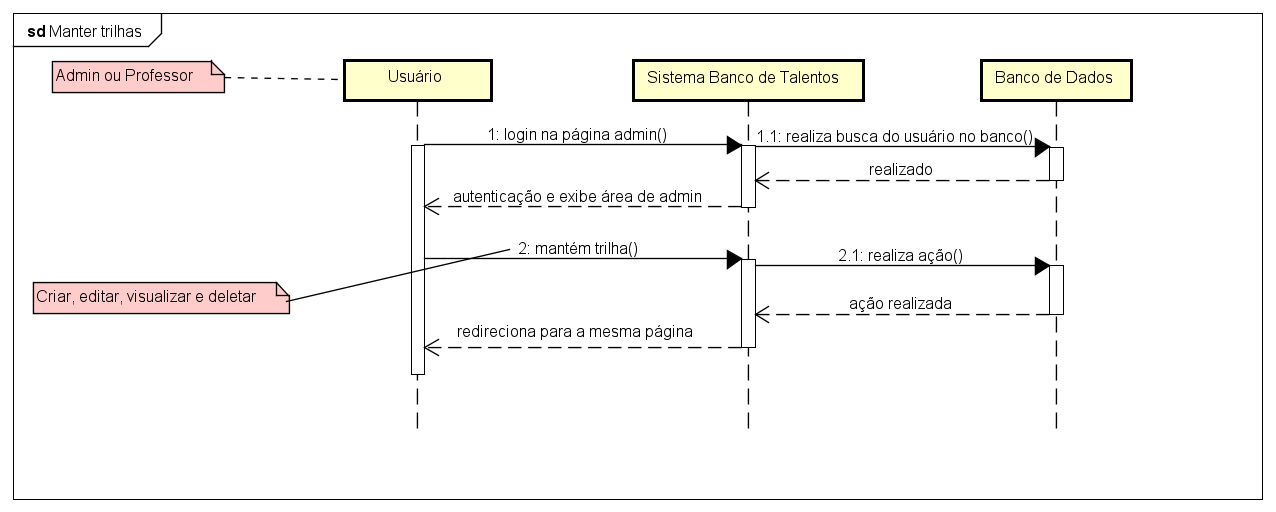 sd Manter trilhas
Admin ou Professor
Usuário
Sistema Banco de Talentos
Banco de Dados
1: login na página admin()
1.1: realiza busca do usuário no banco()
realizado
autenticação e exibe área de admin
2: mantém trilha()
2.1: realiza ação()
Criar, editar, visualizar e deletar
ação realizada
redireciona para a mesma página